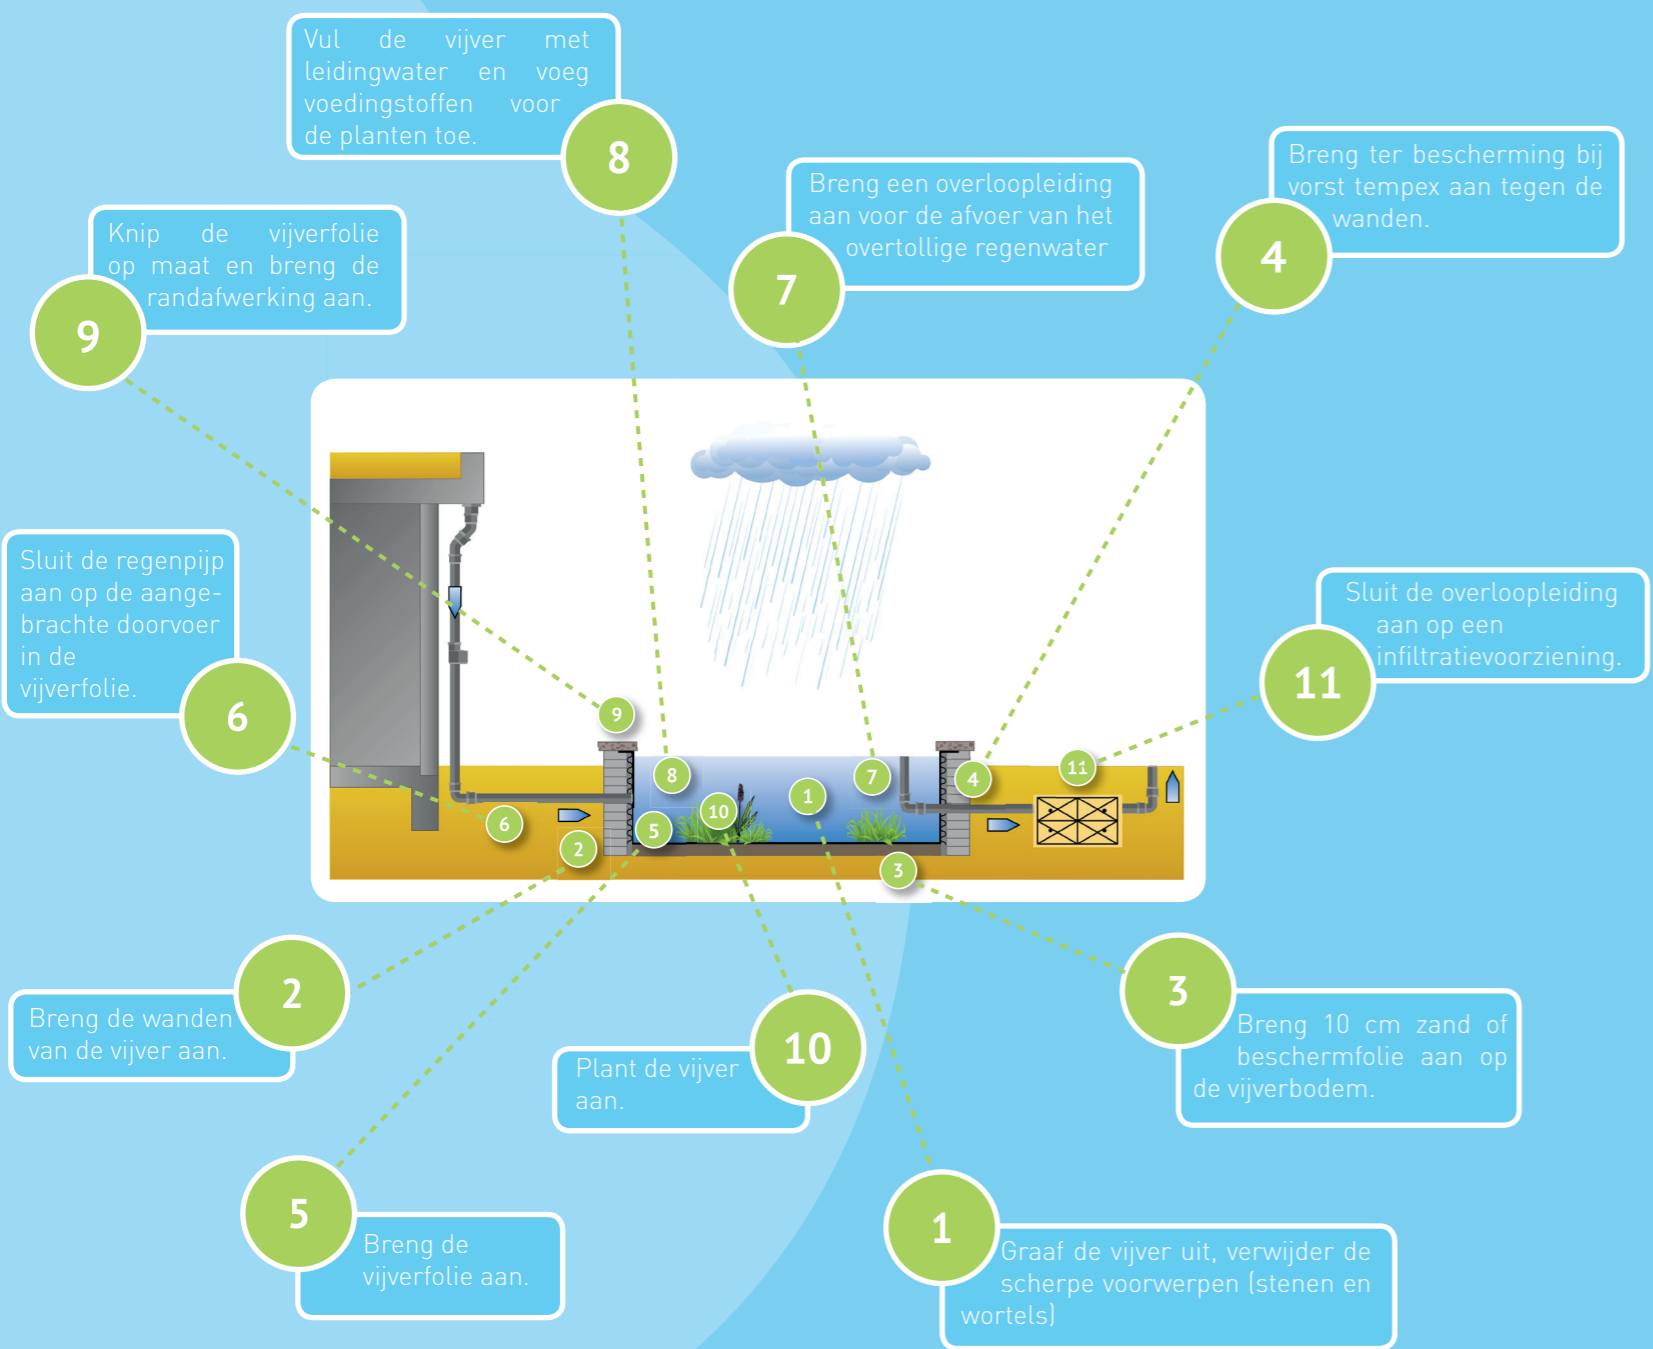 Vul de vijver met
leidingwater en voeg
voedingstoffen voor
de planten toe.
8
Breng ter bescherming bij
vorst tempex aan tegen de
wanden.
4
Breng een overloopleiding
aan voor de afvoer van het
overtollige regenwater
7
Knip de vijverfolie
op maat en breng de
randafwerking aan.
9
Sluit de regenpijp
aan op de aange-
brachte doorvoer
in de
vijverfolie.
6
Sluit de overloopleiding
aan op een
infiltratievoorziening.
11
9
8
7
4
11
1
10
6
5
2
3
2
Breng de wanden
van de vijver aan.
10
Plant de vijver
aan.
3
Breng 10 cm zand of
beschermfolie aan op
de vijverbodem.
5
Breng de
vijverfolie aan.
1
Graaf de vijver uit, verwijder de
scherpe voorwerpen (stenen en
wortels)